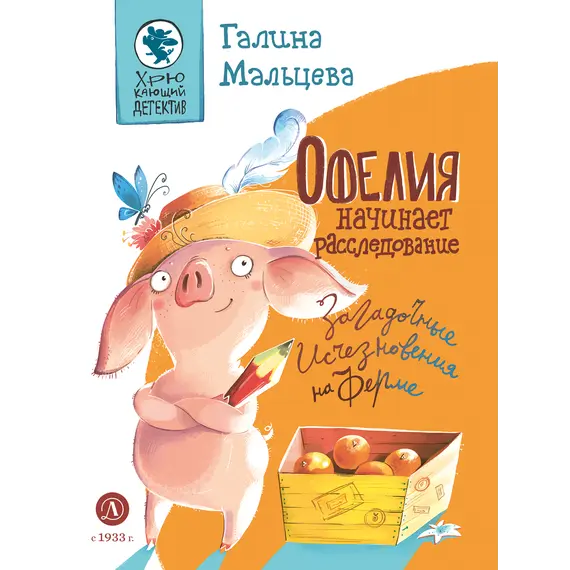 Хрю
кающий
детектив
Галина
Мальцева
Офелия
начинает
расследование
Загадочные
Исчезновения
на ферме
Д
с 1933 г.